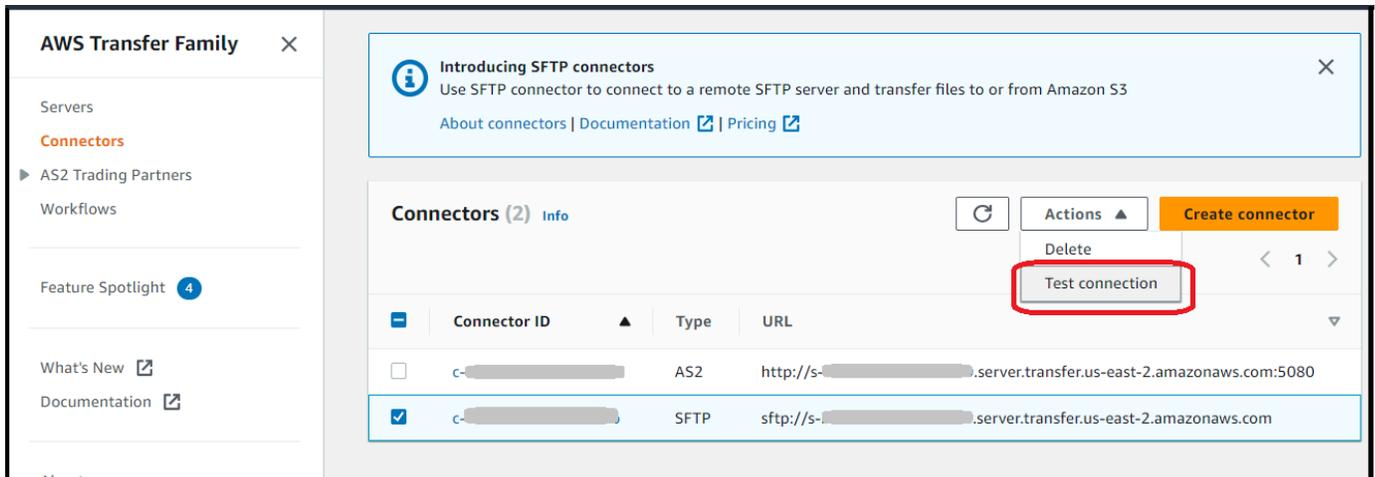 AWS Transfer Family
Servers
Connectors
AS2 Trading Partners
Workflows
Feature Spotlight 4
What's New
Documentation
Introducing SFTP connectors
Use SFTP connector to connect to a remote SFTP server and transfer files to or from Amazon S3
About connectors | Documentation | Pricing
Connectors (2) Info
Actions
Create connector
Delete
Test connection
1
Connector ID Type URL
c- AS2 http://s- .server.transfer.us-east-2.amazonaws.com:5080
c- SFTP sftp://s- .server.transfer.us-east-2.amazonaws.com